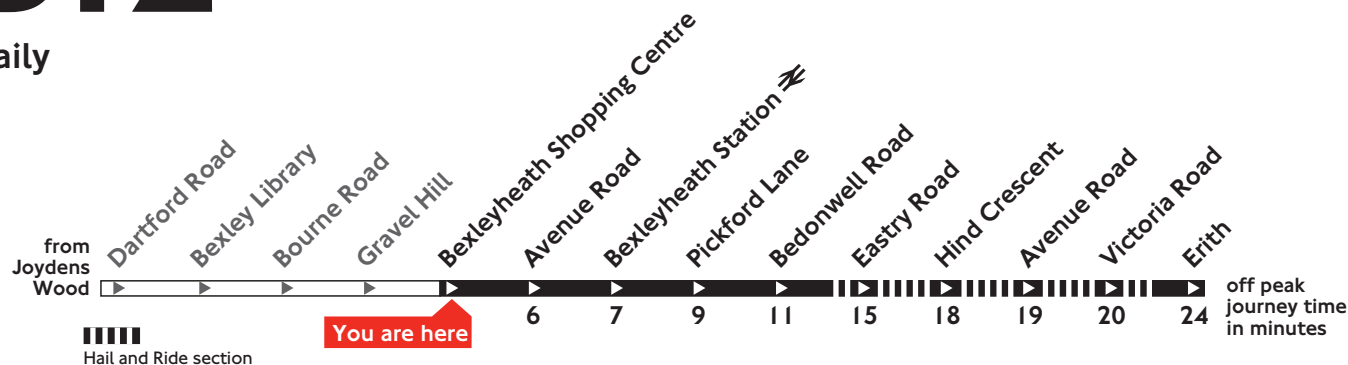 aily
Dartford Road
Bexley Library
Bourne Road
Gravel Hill
Bexleyheath Shopping Centre
Avenue Road
Bexleyheath Station
Pickford Lane
Bedonwell Road
Eastry Road
Hind Crescent
Avenue Road
Victoria Road
Erith
from
Joydens
Wood
You are here
6 7 9 11 15 18 19 20 24
off peak
journey time
in minutes
Hail and Ride section